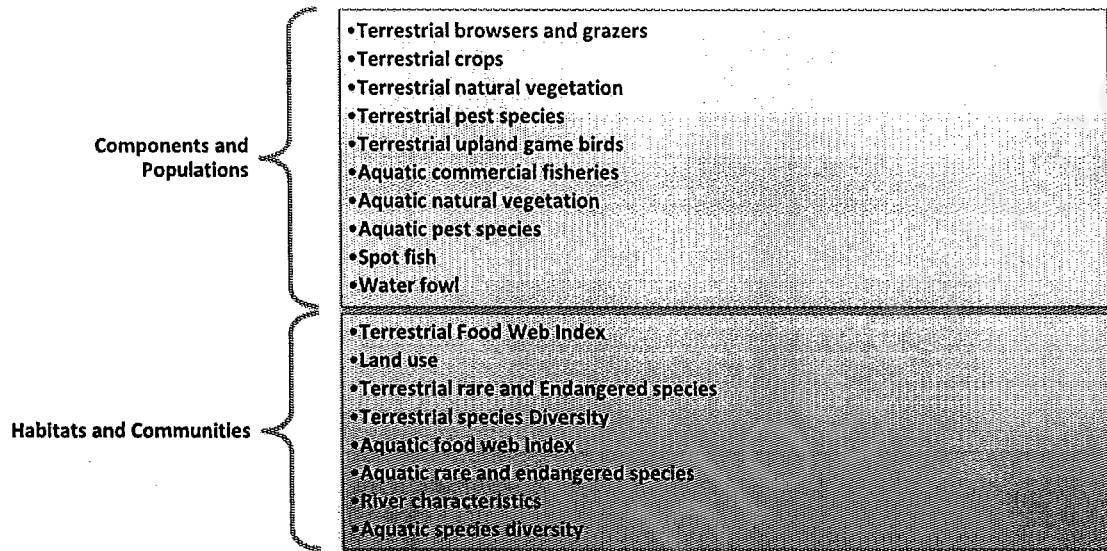 Components and
Populations
•Terrestrial browsers and grazers
•Terrestrial crops
•Terrestrial natural vegetation
•Terrestrial pest species
•Terrestrial upland game birds
•Aquatic commercial fisheries
•Aquatic natural vegetation
•Aquatic pest species
•Spot fish
•Water fowl
Habitats and Communities
•Terrestrial Food Web Index
•Land use
•Terrestrial rare and Endangered species
•Terrestrial species Diversity
•Aquatic food web index
•Aquatic rare and endangered species
•River characteristics
•Aquatic species diversity